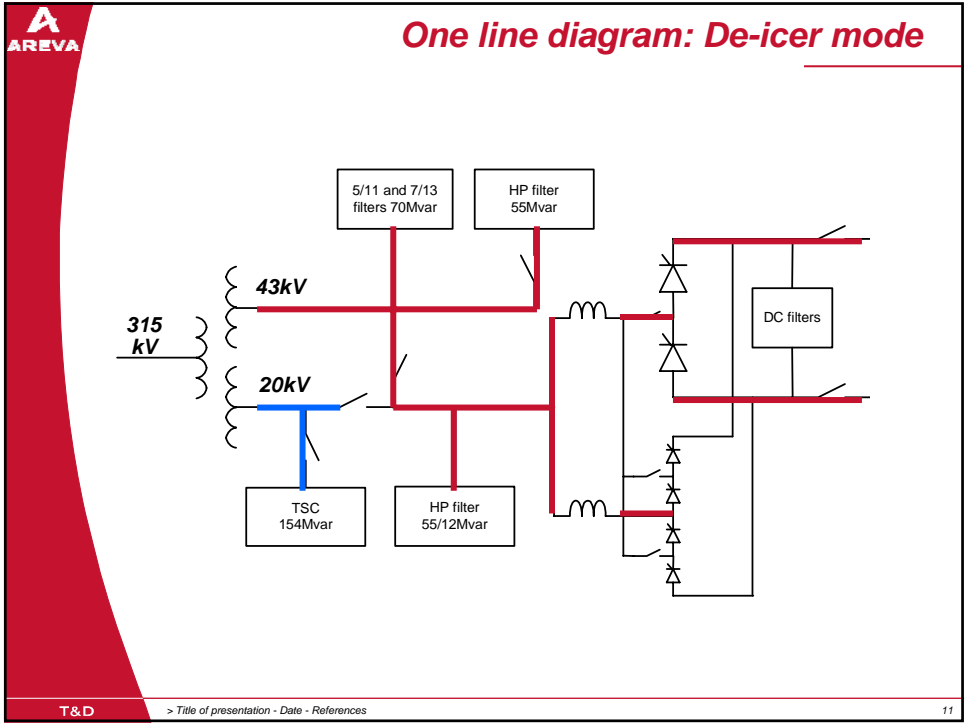 AREVA
One line diagram: De-icer mode
5/11 and 7/13
filters 70Mvar
HP filter
55Mvar
43kV
315
kV
DC filters
20kV
TSC
154Mvar
HP filter
55/12Mvar
T&D
> Title of presentation - Date - References
11